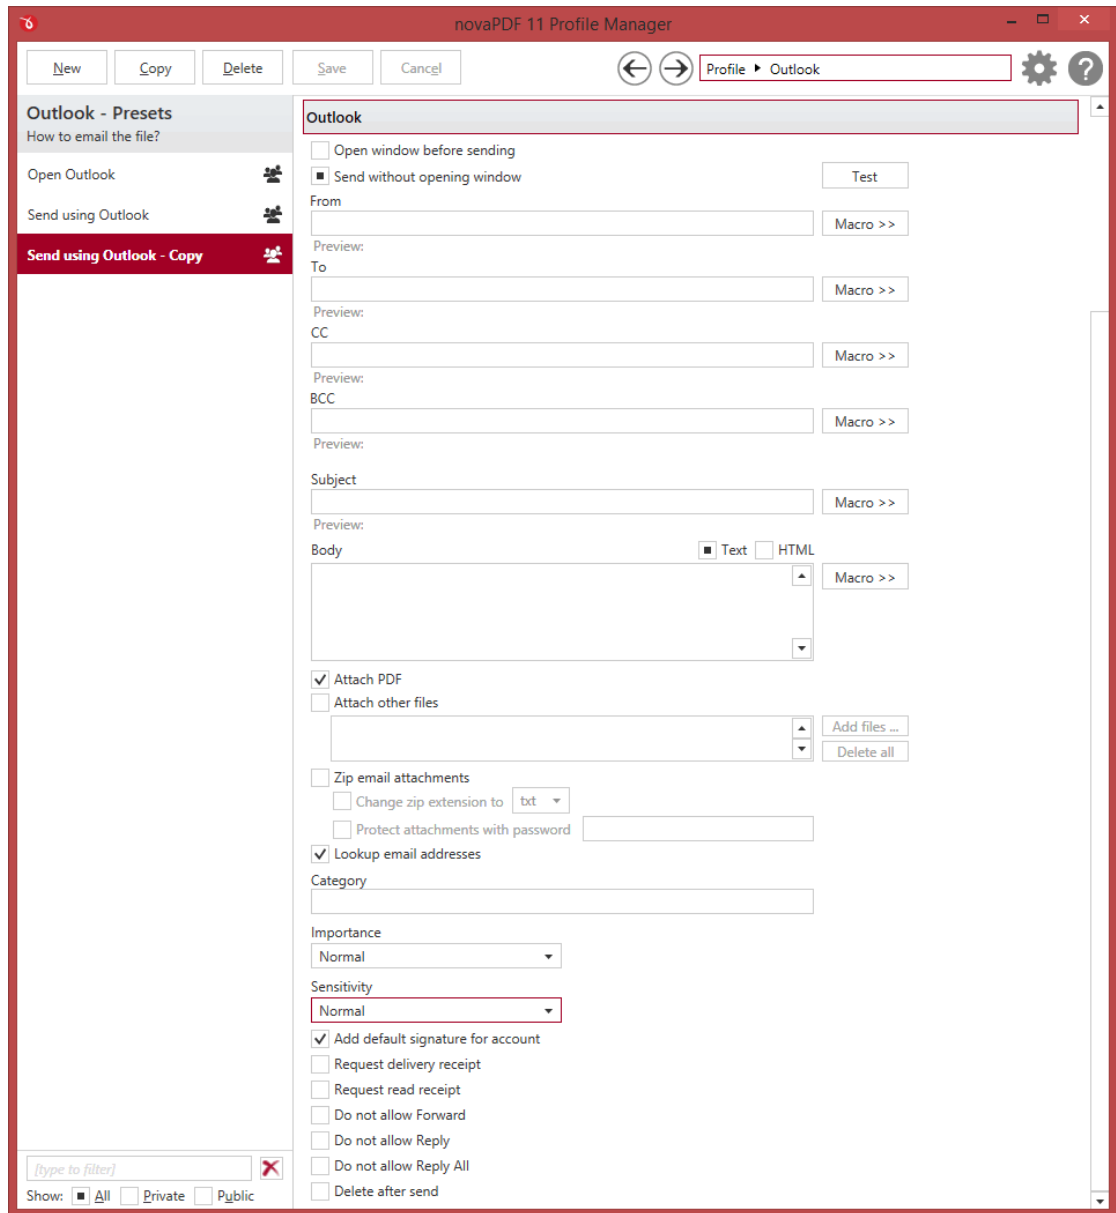 novaPDF 11 Profile Manager
New Copy Delete Save Cancel Profile Outlook
Outlook - Presets
How to email the file?
Open Outlook
Send using Outlook
Send using Outlook - Copy
[type to filter]
Show: All Private Public
Outlook
Open window before sending
Send without opening window Test
From
Macro >>
Preview:
To
Macro >>
Preview:
CC
Macro >>
Preview:
BCC
Macro >>
Preview:
Subject
Macro >>
Preview:
Body Text HTML
Macro >>
Attach PDF
Attach other files
Add files ...
Delete all
Zip email attachments
Change zip extension to txt
Protect attachments with password
Lookup email addresses
Category
Importance
Normal
Sensitivity
Normal
Add default signature for account
Request delivery receipt
Request read receipt
Do not allow Forward
Do not allow Reply
Do not allow Reply All
Delete after send